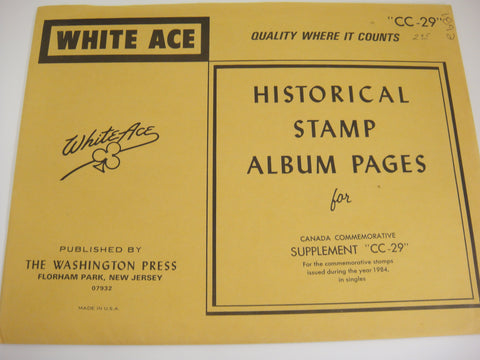 WHITE ACE
"CC-29"
QUALITY WHERE IT COUNTS
HISTORICAL
STAMP
ALBUM PAGES
for
CANADA COMMEMORATIVE
SUPPLEMENT "CC-29"
For the commemorative stamps
issued during the year 1984,
in singles
White Ace
PUBLISHED BY
THE WASHINGTON PRESS
FLORHAM PARK, NEW JERSEY
07932
MADE IN U.S.A.